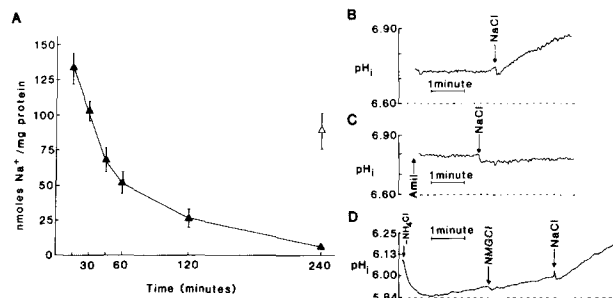 A
nmoles Na⁺/mg protein
150
125
100
75
50
25
0
30
60
120
240
Time (minutes)
B
6.90
pHi
6.60
NaCl
1minute
C
6.90
pHi
6.60
NaCl
Amil
1minute
D
6.25
6.13
pHi
6.00
5.84
-NH₄Cl
1minute
NMGCl
NaCl